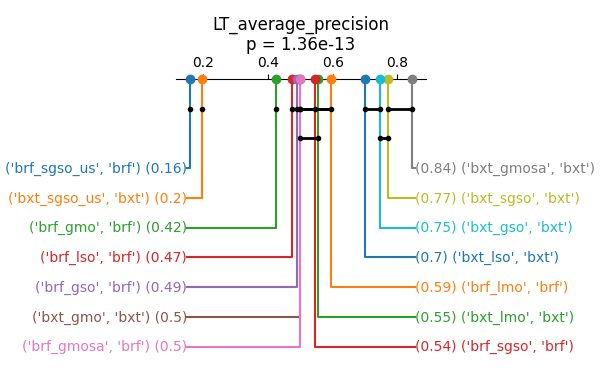 LT_average_precision
p = 1.36e-13
0.2 0.4 0.6 0.8
('brf_sgso_us', 'brf') (0.16) (0.84) ('bxt_gmosa', 'bxt')
('bxt_sgso_us', 'bxt') (0.2) (0.77) ('bxt_sgso', 'bxt')
('brf_gmo', 'brf') (0.42) (0.75) ('bxt_gso', 'bxt')
('brf_lso', 'brf') (0.47) (0.7) ('bxt_lso', 'bxt')
('brf_gso', 'brf') (0.49) (0.59) ('brf_lmo', 'brf')
('bxt_gmo', 'bxt') (0.5) (0.55) ('bxt_lmo', 'bxt')
('brf_gmosa', 'brf') (0.5) (0.54) ('brf_sgso', 'brf')